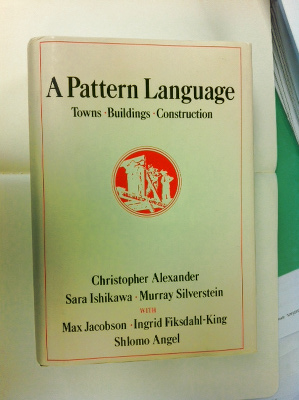 A Pattern Language
Towns · Buildings · Construction
Christopher Alexander
Sara Ishikawa · Murray Silverstein
WITH
Max Jacobson · Ingrid Fiksdahl-King
Shlomo Angel